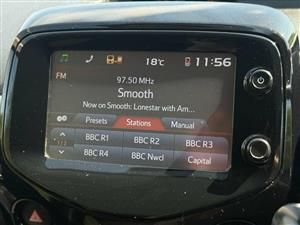 18°C 11:56
FM
97.50 MHz
Smooth
Now on Smooth: Lonestar with Am...
Presets Stations Manual
BBC R1 BBC R2 BBC R3
BBC R4 BBC Nwcl Capital